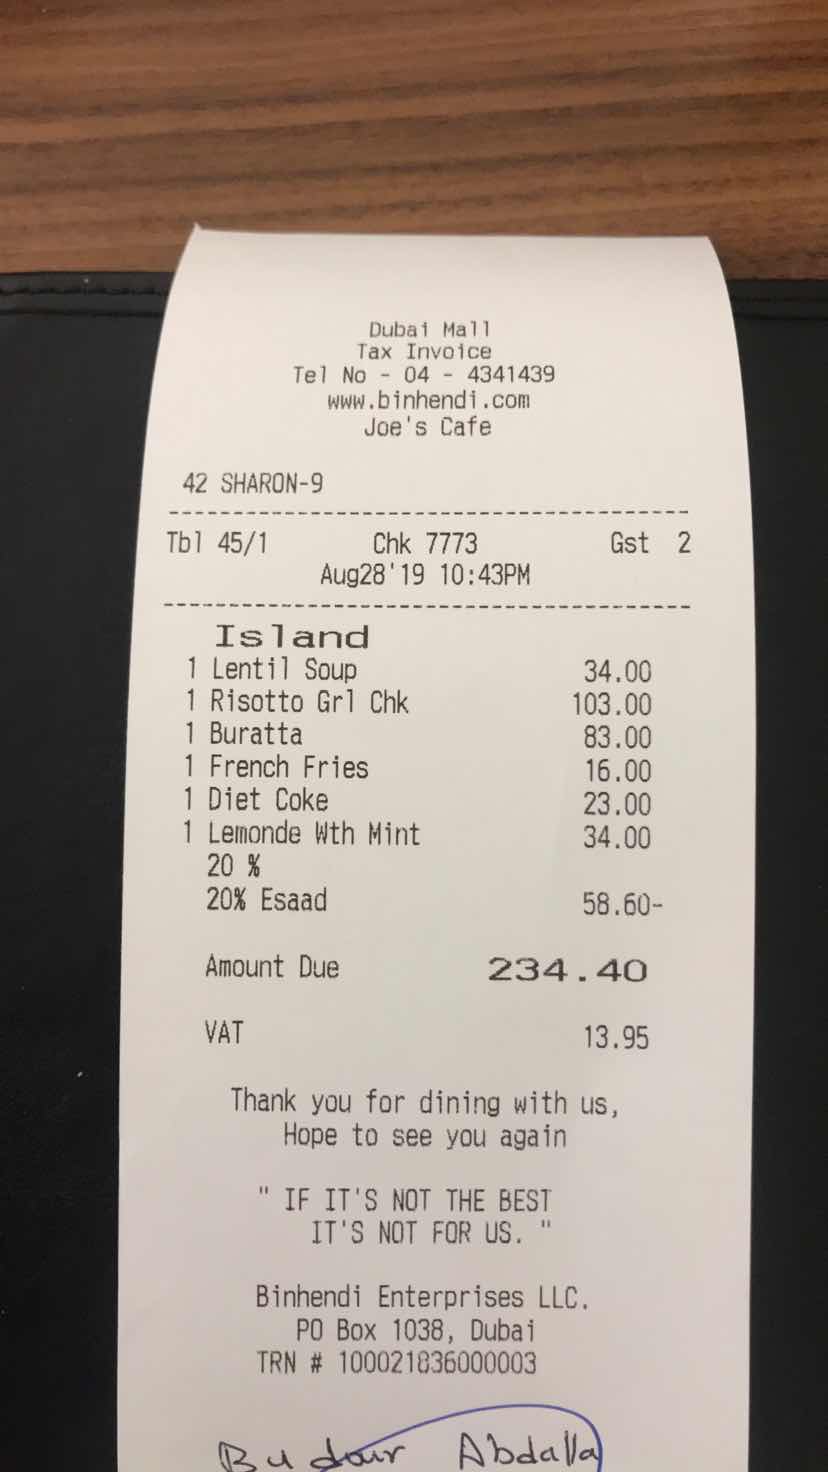 Dubai Mall
Tax Invoice
Tel No - 04 - 4341439
www.binhendi.com
Joe's Cafe
42 SHARON-9
----------------------------------------
Tbl 45/1 Chk 7773 Gst 2
Aug28'19 10:43PM
----------------------------------------
Island
1 Lentil Soup 34.00
1 Risotto Grl Chk 103.00
1 Buratta 83.00
1 French Fries 16.00
1 Diet Coke 23.00
1 Lemonde Wth Mint 34.00
20 %
20% Esaad 58.60-
Amount Due 234.40
VAT 13.95
Thank you for dining with us,
Hope to see you again
" IF IT'S NOT THE BEST
IT'S NOT FOR US. "
Binhendi Enterprises LLC.
PO Box 1038, Dubai
TRN # 100021836000003
Budour Abdalla